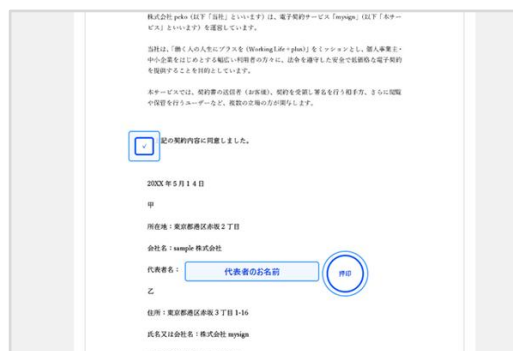 株式会社 peko（以下「当社」といいます）は、電子契約サービス「mysign」（以下「本サー
ビス」といいます）を運営しています。
当社は、「働く人の人生にプラスを (Working Life+plus)」をミッションとし、個人事業主・
中小企業をはじめとする幅広い利用者の方々に、法令を遵守した安全で低価格な電子契約
を提供することを目的としています。
本サービスでは、契約書の送信者（お客様）、契約を受領し署名を行う相手方、さらに閲覧
や保管を行うユーザーなど、複数の立場の方が関与します。
記の契約内容に同意しました。
20XX 年 5 月 1 4 日
甲
所在地：東京都港区赤坂 2 丁目
会社名：sample 株式会社
代表者名： 代表者のお名前 押印
乙
住所：東京都港区赤坂 3 丁目 1-16
氏名又は会社名：株式会社 mysign